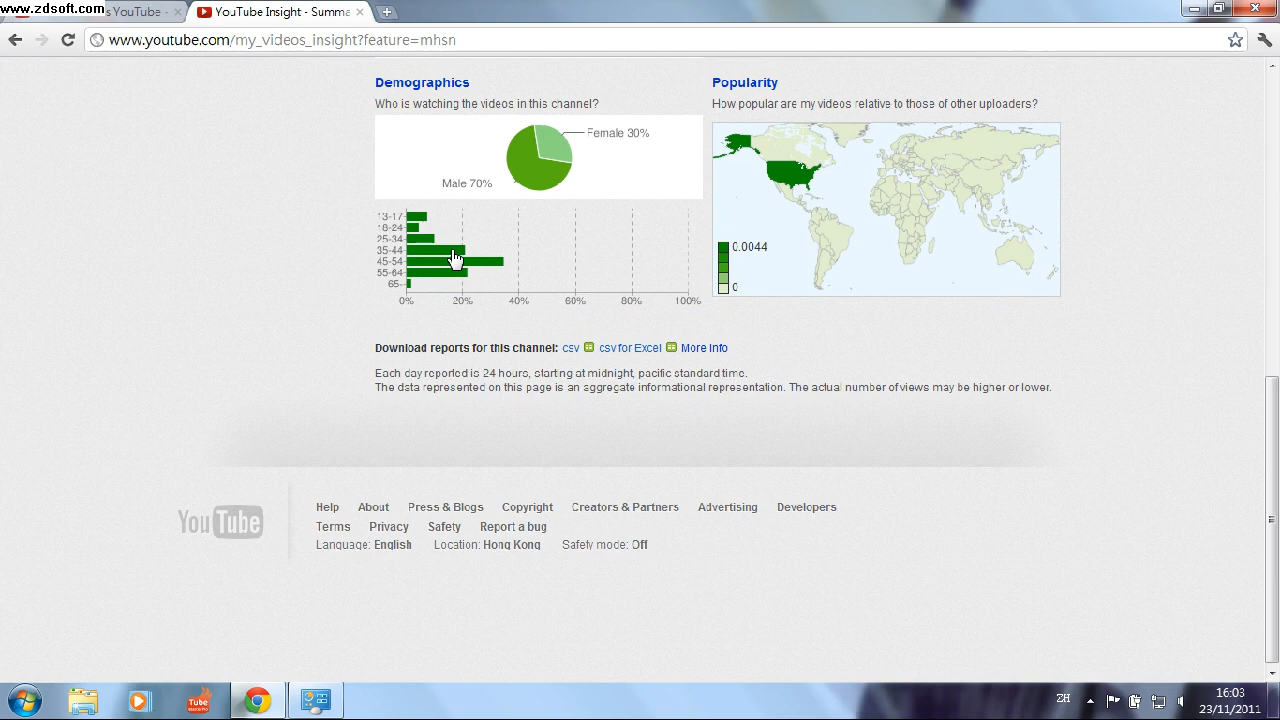 www.zdsoft.com
s YouTube -
YouTube Insight - Summa
www.youtube.com/my_videos_insight?feature=mhsn
Demographics
Who is watching the videos in this channel?
Female 30%
Male 70%
13-17
18-24
25-34
35-44
45-54
55-64
65-
0% 20% 40% 60% 80% 100%
Popularity
How popular are my videos relative to those of other uploaders?
0.0044
0
Download reports for this channel: csv csv for Excel More info
Each day reported is 24 hours, starting at midnight, pacific standard time.
The data represented on this page is an aggregate informational representation. The actual number of views may be higher or lower.
YouTube
Help About Press & Blogs Copyright Creators & Partners Advertising Developers
Terms Privacy Safety Report a bug
Language: English Location: Hong Kong Safety mode: Off
Tube
ZH
16:03
23/11/2011